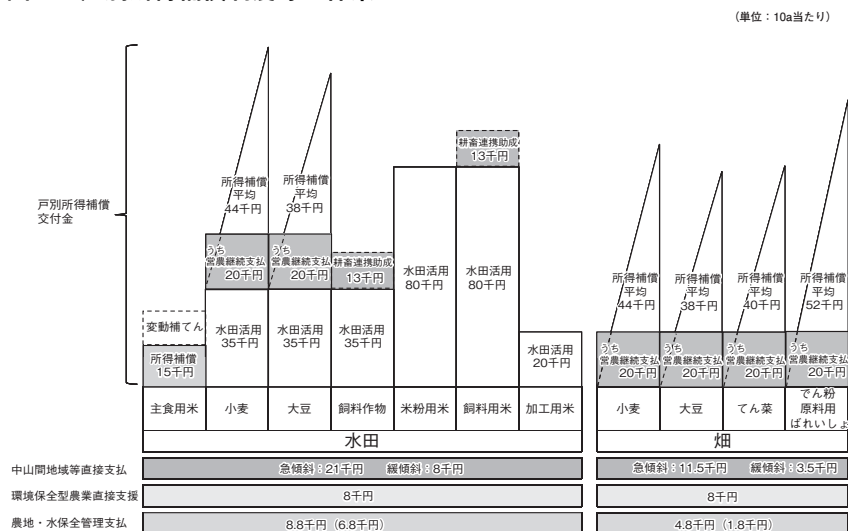 （単位：10a当たり）
戸別所得補償
交付金
変動補てん
所得補償
15千円
所得補償
平均
44千円
うち
営農継続支払
20千円
水田活用
35千円
所得補償
平均
38千円
うち
営農継続支払
20千円
水田活用
35千円
耕畜連携助成
13千円
水田活用
35千円
水田活用
80千円
耕畜連携助成
13千円
水田活用
80千円
水田活用
20千円
所得補償
平均
44千円
うち
営農継続支払
20千円
所得補償
平均
38千円
うち
営農継続支払
20千円
所得補償
平均
40千円
うち
営農継続支払
20千円
所得補償
平均
52千円
うち
営農継続支払
20千円
主食用米 小麦 大豆 飼料作物 米粉用米 飼料用米 加工用米
水田
小麦 大豆 てん菜
でん粉
原料用
ばれいしょ
畑
中山間地域等直接支払 急傾斜：21千円 緩傾斜：8千円 急傾斜：11.5千円 緩傾斜：3.5千円
環境保全型農業直接支援 8千円 8千円
農地・水保全管理支払 8.8千円（6.8千円） 4.8千円（1.8千円）